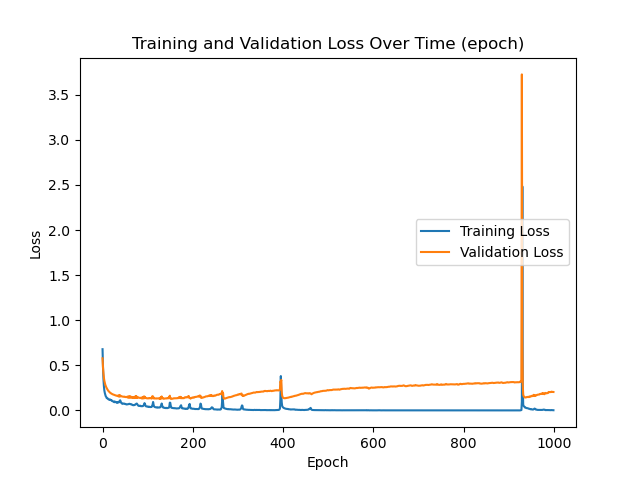 Training and Validation Loss Over Time (epoch)
3.5
3.0
2.5
2.0
1.5
1.0
0.5
0.0
Loss
Training Loss
Validation Loss
0 200 400 600 800 1000
Epoch